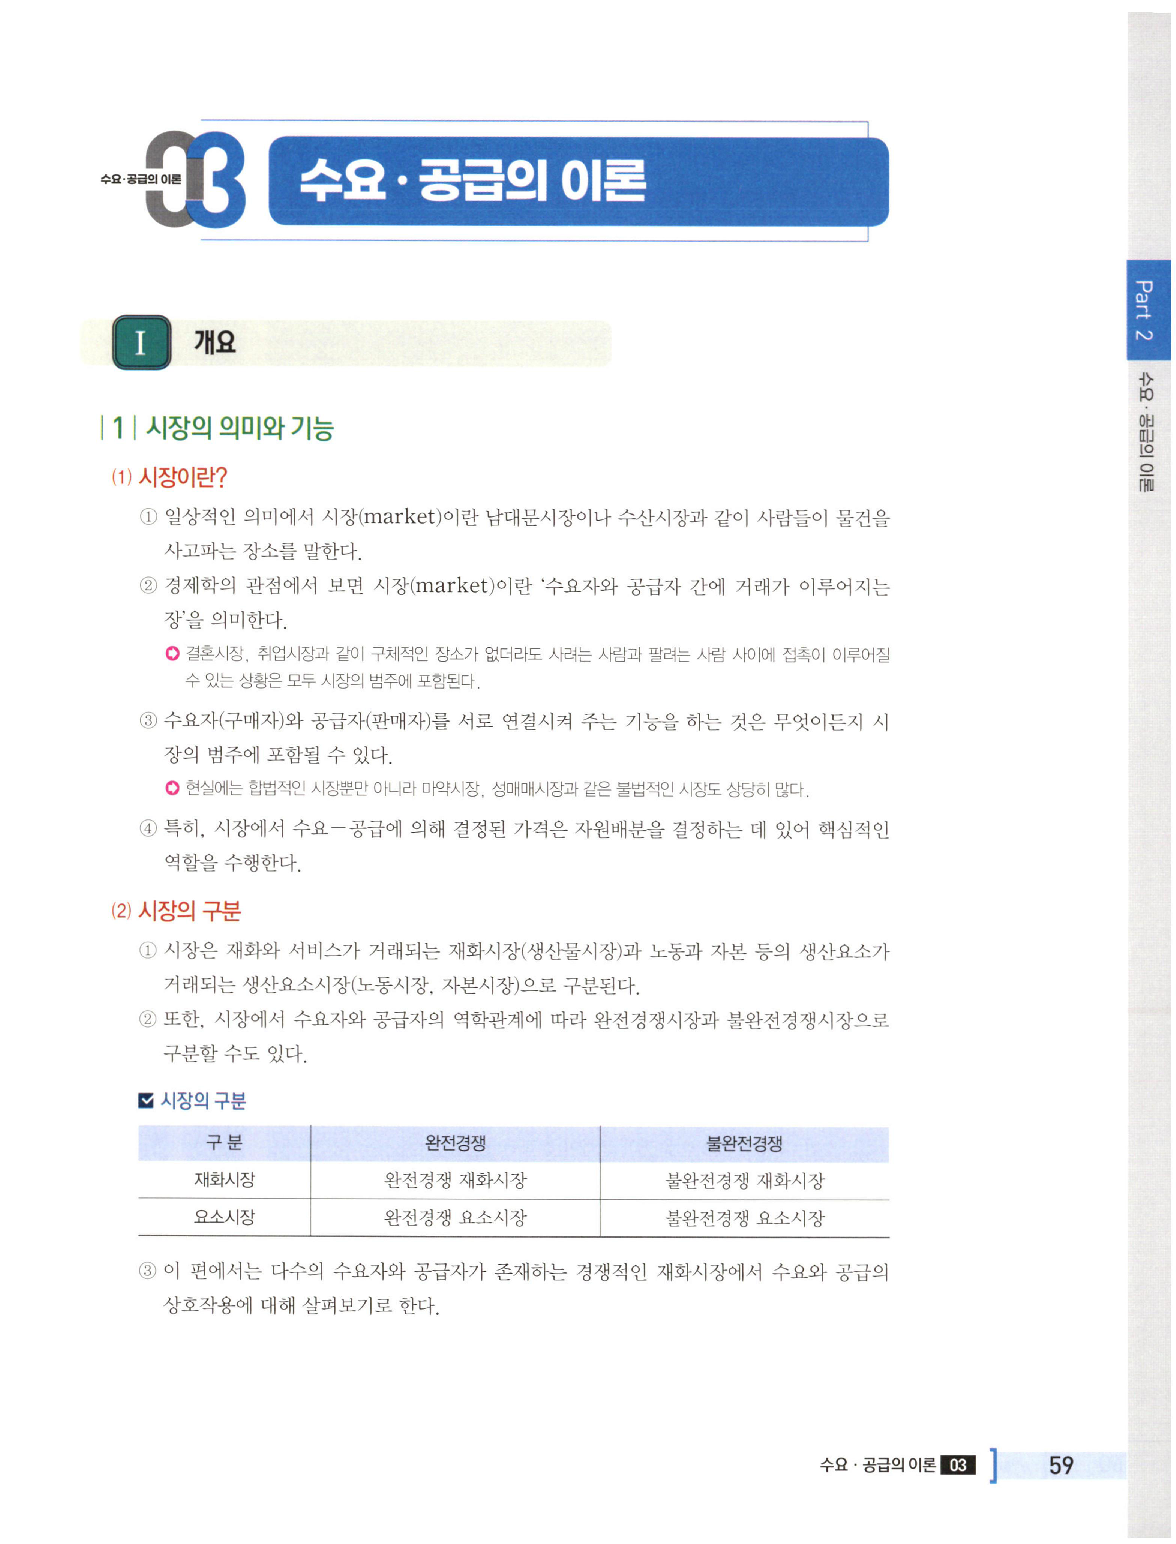 수요·공급의 이론
03
수요 · 공급의 이론
Part 2
수요 · 공급의 이론
I 개요
| 1 | 시장의 의미와 기능
(1) 시장이란?
① 일상적인 의미에서 시장(market)이란 남대문시장이나 수산시장과 같이 사람들이 물건을
사고파는 장소를 말한다.
② 경제학의 관점에서 보면 시장(market)이란 ‘수요자와 공급자 간에 거래가 이루어지는
장’을 의미한다.
결혼시장, 취업시장과 같이 구체적인 장소가 없더라도 사려는 사림과 팔려는 사람 사이에 접촉이 이루어질
수 있는 상황은 모두 시장의 범주에 포함된다.
③ 수요자(구매자)와 공급자(판매자)를 서로 연결시켜 주는 기능을 하는 것은 무엇이든지 시
장의 범주에 포함될 수 있다.
현실에는 합법적인 시장뿐만 아니라 마약시장, 성매매시장과 같은 불법적인 시장도 상당히 많다.
④ 특히, 시장에서 수요-공급에 의해 결정된 가격은 자원배분을 결정하는 데 있어 핵심적인
역할을 수행한다.
(2) 시장의 구분
① 시장은 재화와 서비스가 거래되는 재화시장(생산물시장)과 노동과 자본 등의 생산요소가
거래되는 생산요소시장(노동시장, 자본시장)으로 구분된다.
② 또한, 시장에서 수요자와 공급자의 역학관계에 따라 완전경쟁시장과 불완전경쟁시장으로
구분할 수도 있다.
시장의 구분
구 분 완전경쟁 불완전경쟁
재화시장 완전경쟁 재화시장 불완전경쟁 재화시장
요소시장 완전경쟁 요소시장 불완전경쟁 요소시장
③ 이 편에서는 다수의 수요자와 공급자가 존재하는 경쟁적인 재화시장에서 수요와 공급의
상호작용에 대해 살펴보기로 한다.
수요 · 공급의 이론 03 59